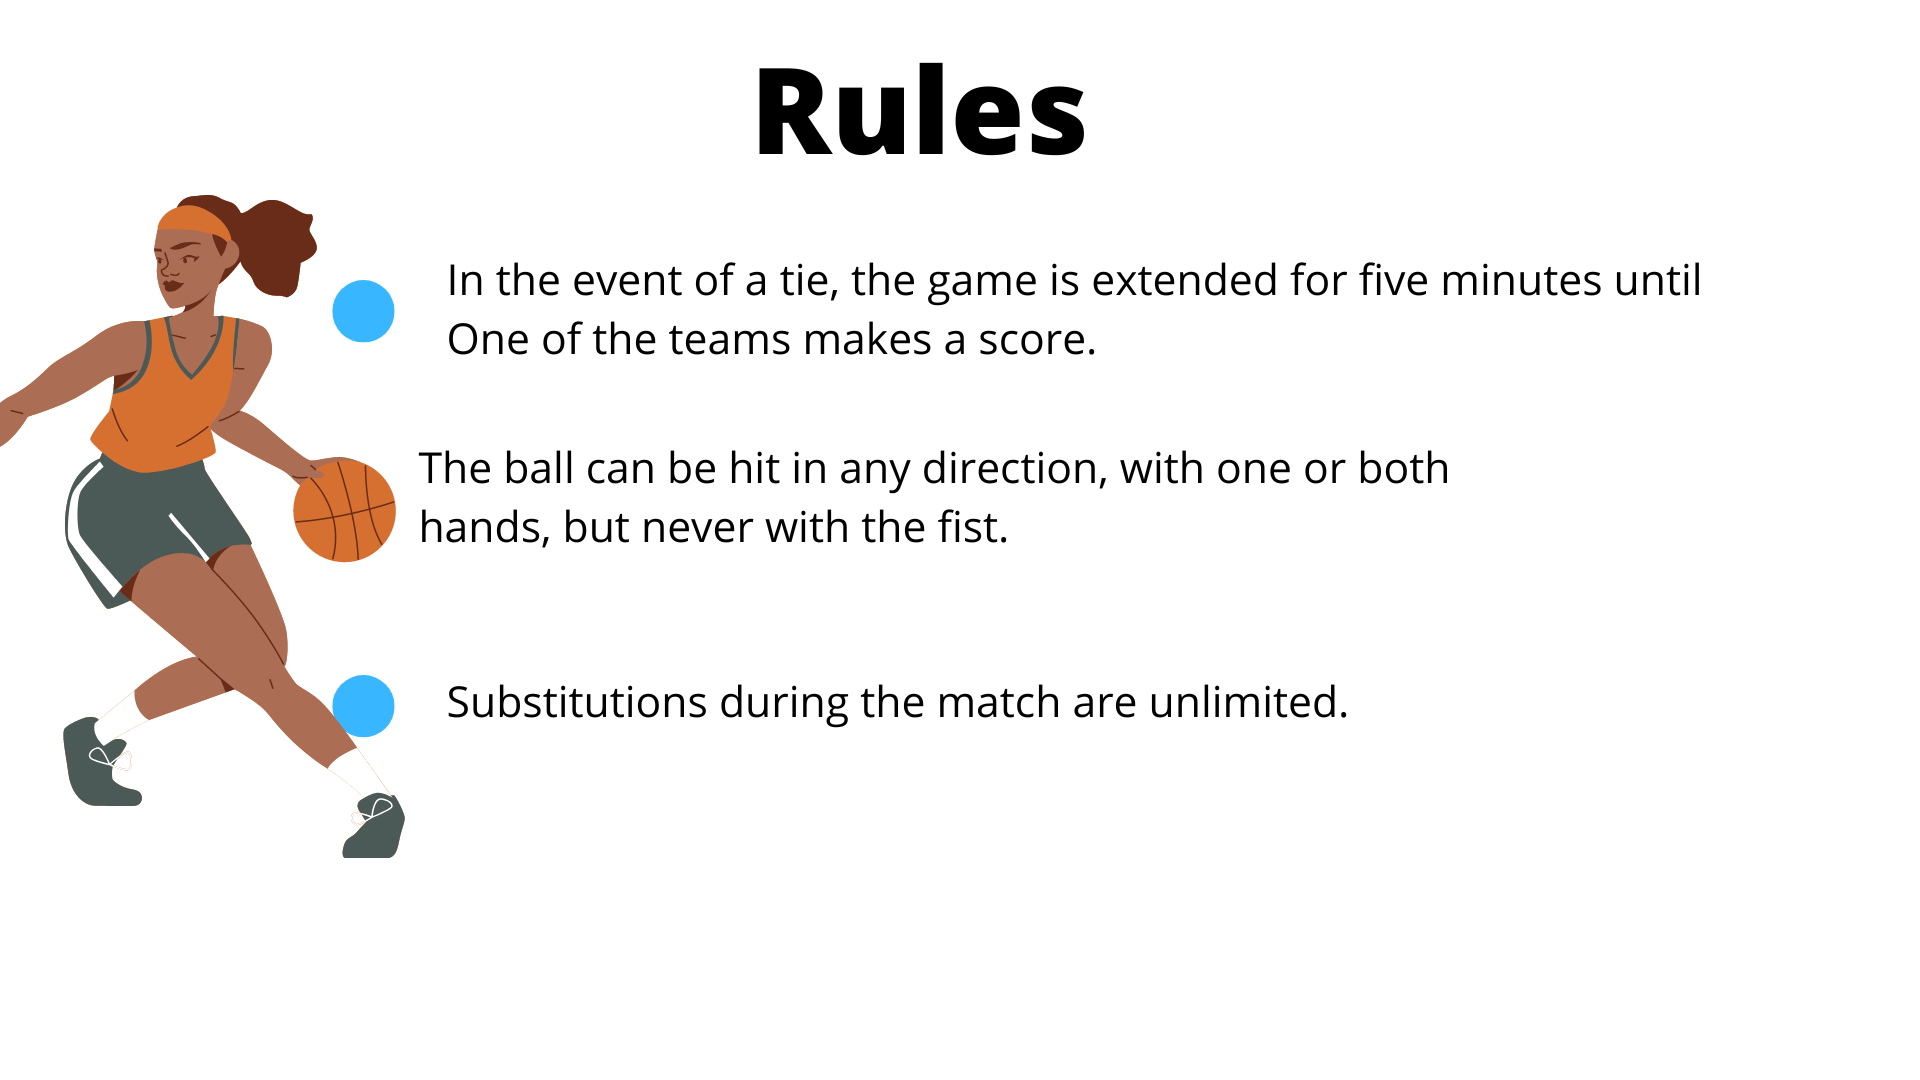 Rules
In the event of a tie, the game is extended for five minutes until
One of the teams makes a score.
The ball can be hit in any direction, with one or both
hands, but never with the fist.
Substitutions during the match are unlimited.